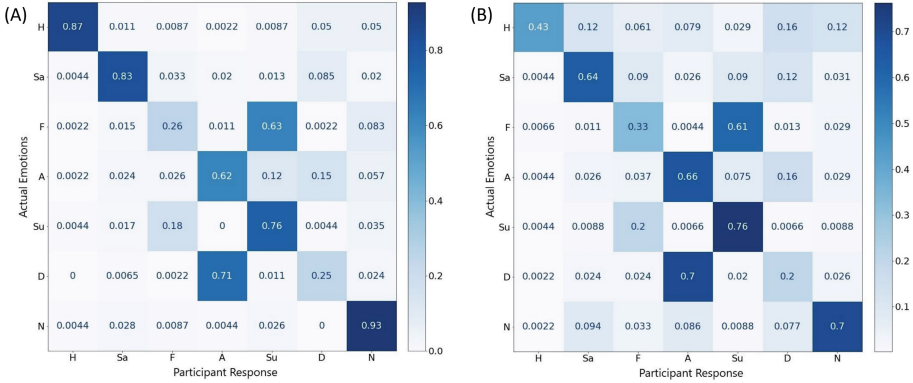 (A)
H 0.87 0.011 0.0087 0.0022 0.0087 0.05 0.05
Sa 0.0044 0.83 0.033 0.02 0.013 0.085 0.02
F 0.0022 0.015 0.26 0.011 0.63 0.0022 0.083
A 0.0022 0.024 0.026 0.62 0.12 0.15 0.057
Su 0.0044 0.017 0.18 0 0.76 0.0044 0.035
D 0 0.0065 0.0022 0.71 0.011 0.25 0.024
N 0.0044 0.028 0.0087 0.0044 0.026 0 0.93
H Sa F A Su D N
Actual Emotions
Participant Response
0.8
0.6
0.4
0.2
0.0
(B)
H 0.43 0.12 0.061 0.079 0.029 0.16 0.12
Sa 0.0044 0.64 0.09 0.026 0.09 0.12 0.031
F 0.0066 0.011 0.33 0.0044 0.61 0.013 0.029
A 0.0044 0.026 0.037 0.66 0.075 0.16 0.029
Su 0.0044 0.0088 0.2 0.0066 0.76 0.0066 0.0088
D 0.0022 0.024 0.024 0.7 0.02 0.2 0.026
N 0.0022 0.094 0.033 0.086 0.0088 0.077 0.7
H Sa F A Su D N
Actual Emotions
Participant Response
0.7
0.6
0.5
0.4
0.3
0.2
0.1